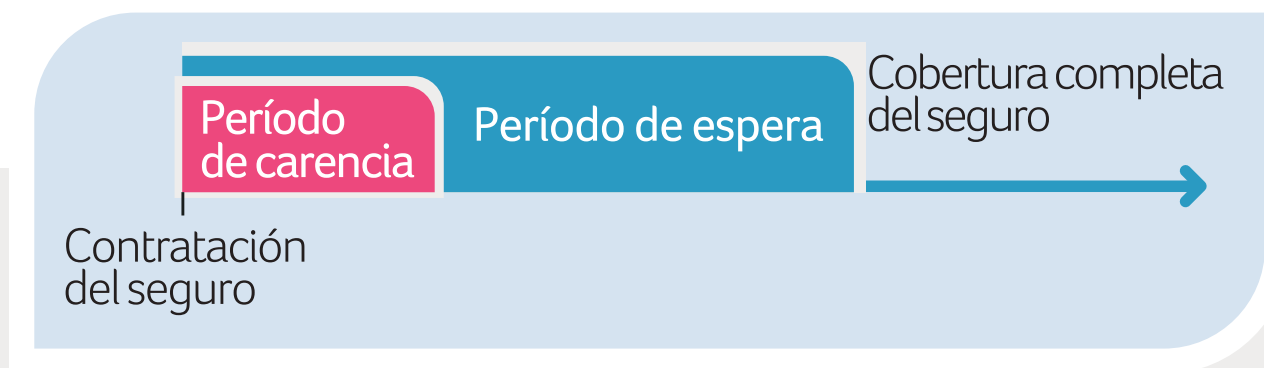 Período
de carencia
Período de espera
Cobertura completa
del seguro
Contratación
del seguro